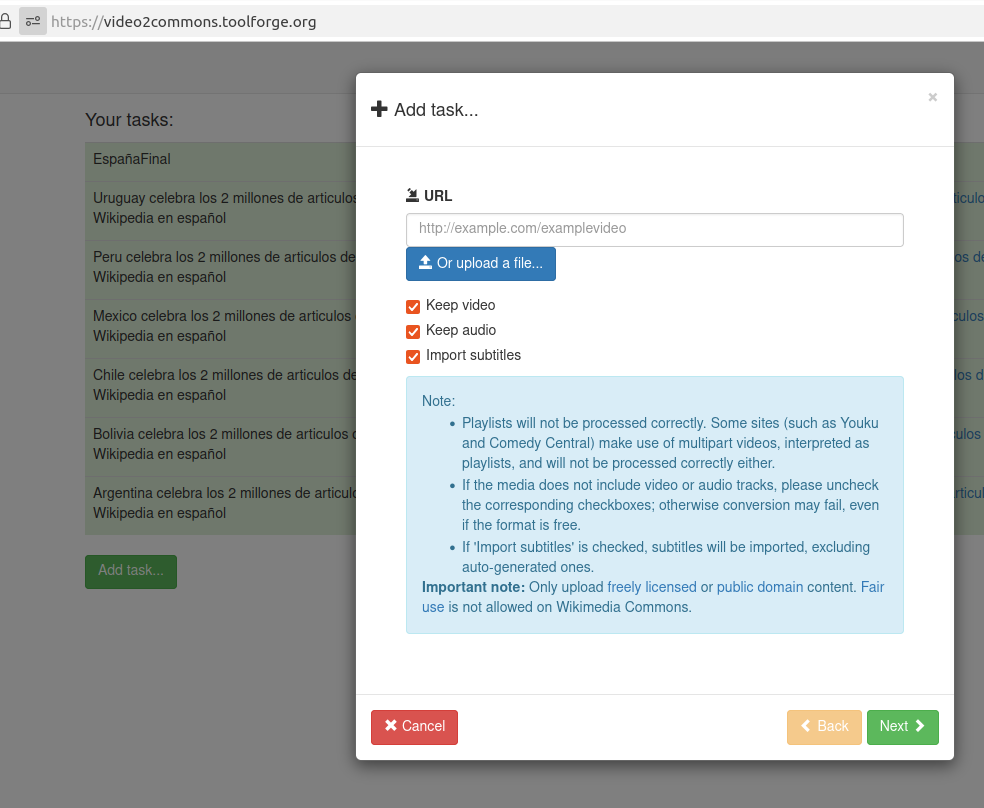 https://video2commons.toolforge.org
Add task...
×
Your tasks:
EspañaFinal
Uruguay celebra los 2 millones de articulos
Wikipedia en español
Peru celebra los 2 millones de articulos de
Wikipedia en español
Mexico celebra los 2 millones de articulos
Wikipedia en español
Chile celebra los 2 millones de articulos de
Wikipedia en español
Bolivia celebra los 2 millones de articulos
Wikipedia en español
Argentina celebra los 2 millones de
Wikipedia en español
Add task...
URL
http://example.com/examplevideo
Or upload a file...
Keep video
Keep audio
Import subtitles
Note:
• Playlists will not be processed correctly. Some sites (such as Youku
and Comedy Central) make use of multipart videos, interpreted as
playlists, and will not be processed correctly either.
• If the media does not include video or audio tracks, please uncheck
the corresponding checkboxes; otherwise conversion may fail, even
if the format is free.
• If 'Import subtitles' is checked, subtitles will be imported, excluding
auto-generated ones.
Important note: Only upload freely licensed or public domain content. Fair
use is not allowed on Wikimedia Commons.
Cancel
Back
Next